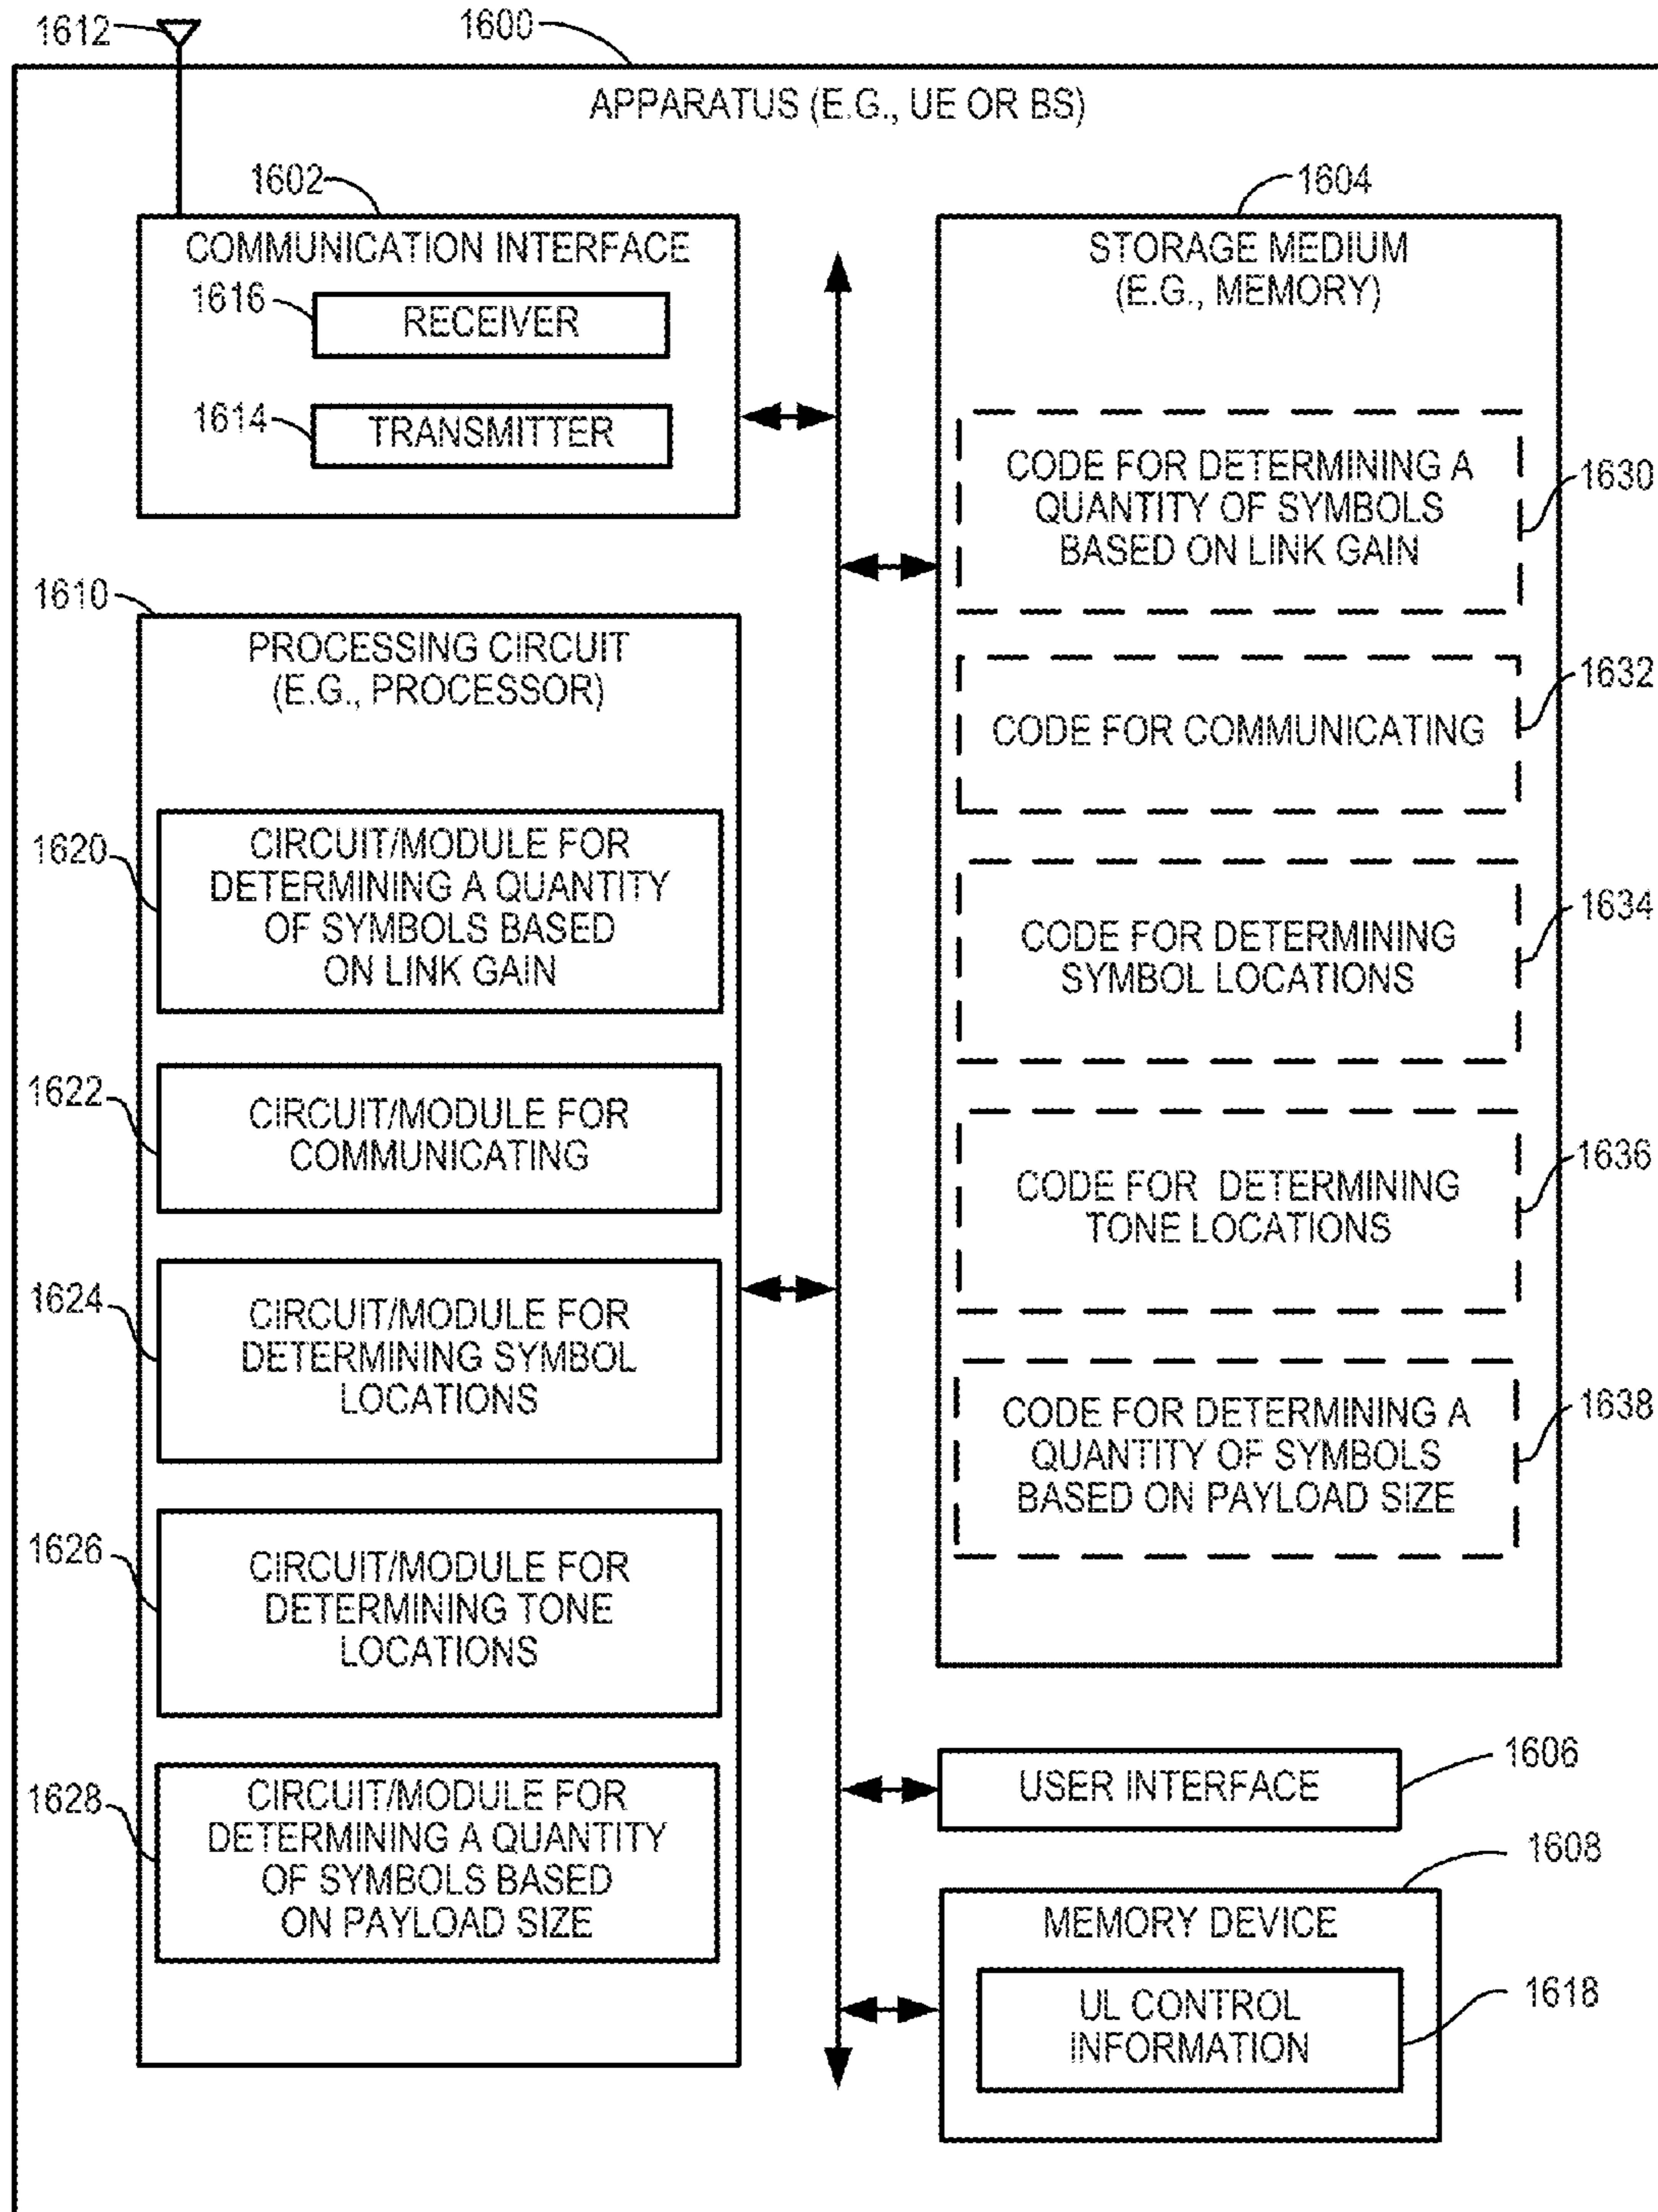 1612
1600
APPARATUS (E.G., UE OR BS)
1602
COMMUNICATION INTERFACE
1616
RECEIVER
1614
TRANSMITTER
1610
PROCESSING CIRCUIT
(E.G., PROCESSOR)
1620
CIRCUIT/MODULE FOR
DETERMINING A QUANTITY
OF SYMBOLS BASED
ON LINK GAIN
1622
CIRCUIT/MODULE FOR
COMMUNICATING
1624
CIRCUIT/MODULE FOR
DETERMINING SYMBOL
LOCATIONS
1626
CIRCUIT/MODULE FOR
DETERMINING TONE
LOCATIONS
1628
CIRCUIT/MODULE FOR
DETERMINING A QUANTITY
OF SYMBOLS BASED
ON PAYLOAD SIZE
1604
STORAGE MEDIUM
(E.G., MEMORY)
CODE FOR DETERMINING A
QUANTITY OF SYMBOLS
BASED ON LINK GAIN
1630
1632
CODE FOR COMMUNICATING
1634
CODE FOR DETERMINING
SYMBOL LOCATIONS
1636
CODE FOR DETERMINING
TONE LOCATIONS
1638
CODE FOR DETERMINING A
QUANTITY OF SYMBOLS
BASED ON PAYLOAD SIZE
1606
USER INTERFACE
1608
MEMORY DEVICE
1618
UL CONTROL
INFORMATION